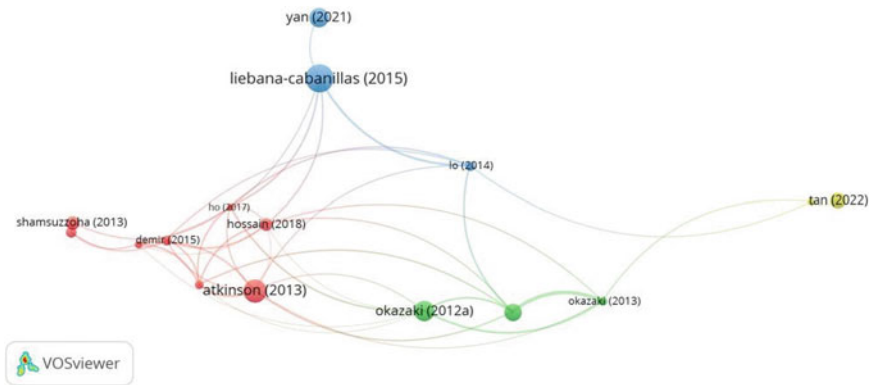 yan (2021)
liebana-cabanillas (2015)
lo (2014)
tan (2022)
ho (2017)
shamsuzzoha (2013)
hossain (2018)
demir (2015)
atkinson (2013)
okazaki (2013)
okazaki (2012a)
VOSviewer